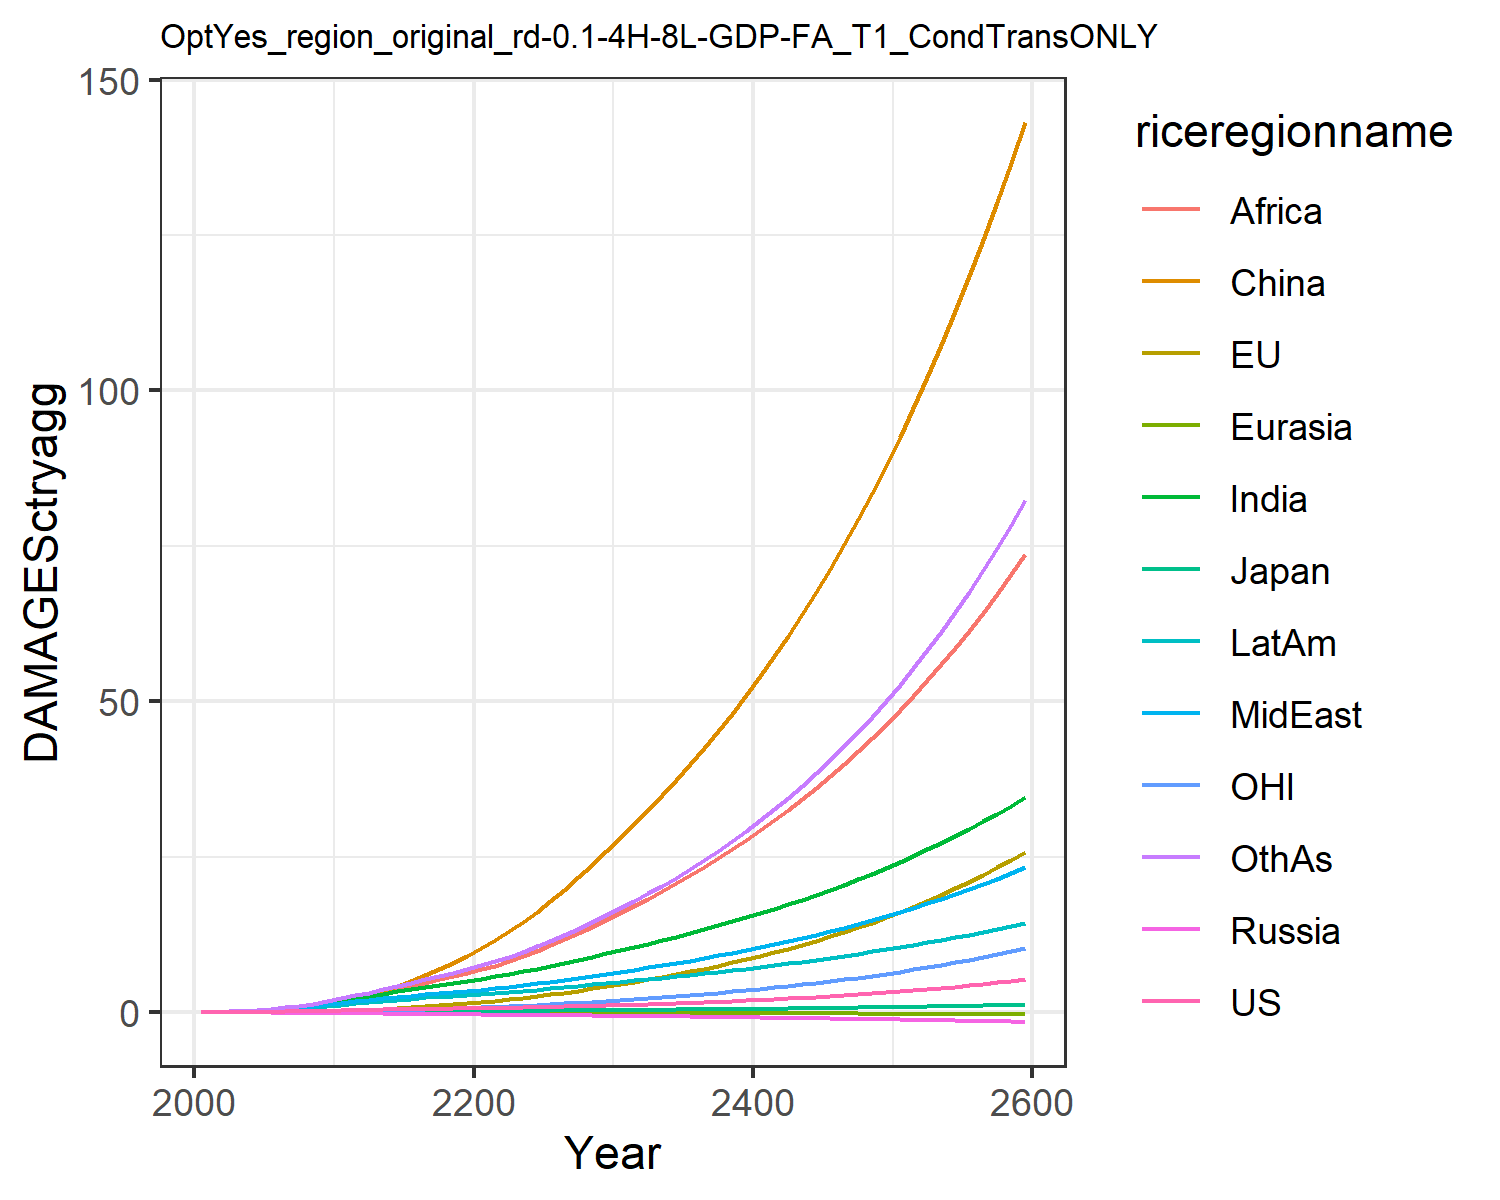 OptYes_region_original_rd-0.1-4H-8L-GDP-FA_T1_CondTransONLY
150
100
50
0
DAMAGESctryagg
2000 2200 2400 2600
Year
riceregionname
Africa
China
EU
Eurasia
India
Japan
LatAm
MidEast
OHI
OthAs
Russia
US